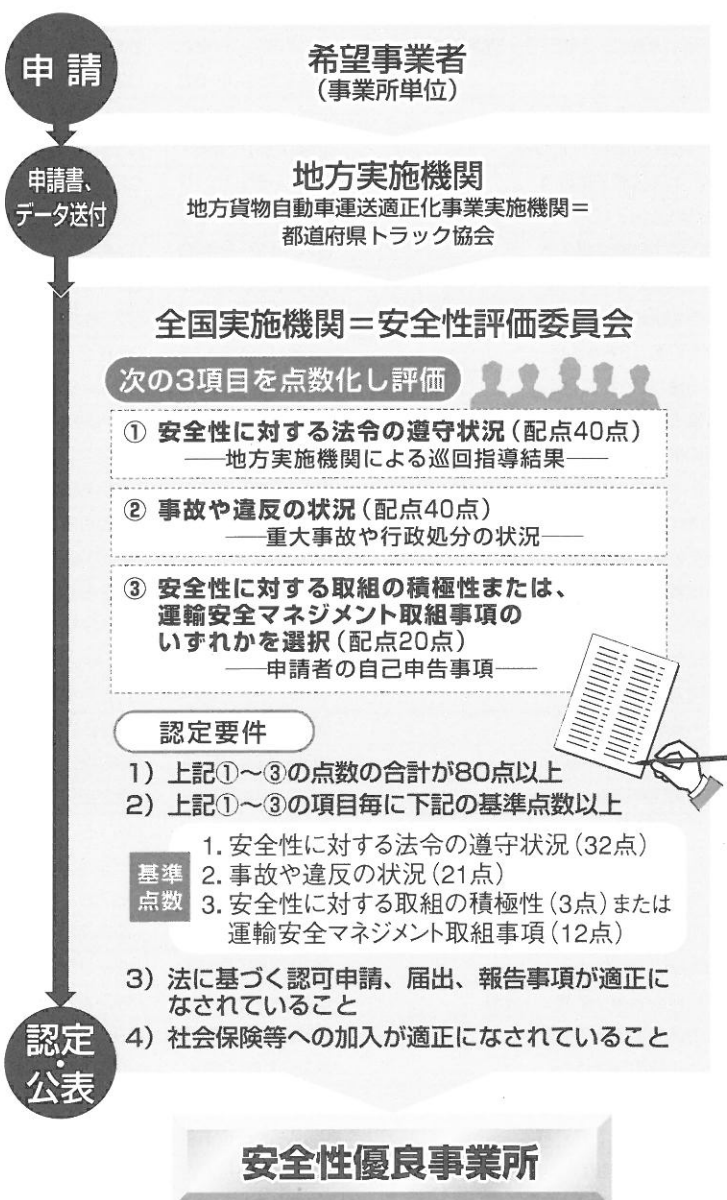 申請
希望事業者
(事業所単位)
申請書、
データ送付
地方実施機関
地方貨物自動車運送適正化事業実施機関＝
都道府県トラック協会
全国実施機関＝安全性評価委員会
次の3項目を点数化し評価
① 安全性に対する法令の遵守状況(配点40点)
——地方実施機関による巡回指導結果——
② 事故や違反の状況(配点40点)
——重大事故や行政処分の状況——
③ 安全性に対する取組の積極性または、
運輸安全マネジメント取組事項の
いずれかを選択(配点20点)
——申請者の自己申告事項——
認定要件
1）上記①～③の点数の合計が80点以上
2）上記①～③の項目毎に下記の基準点数以上
基準
点数
1. 安全性に対する法令の遵守状況(32点)
2. 事故や違反の状況(21点)
3. 安全性に対する取組の積極性(3点)または
運輸安全マネジメント取組事項(12点)
3）法に基づく認可申請、届出、報告事項が適正に
なされていること
4）社会保険等への加入が適正になされていること
認定
・
公表
安全性優良事業所